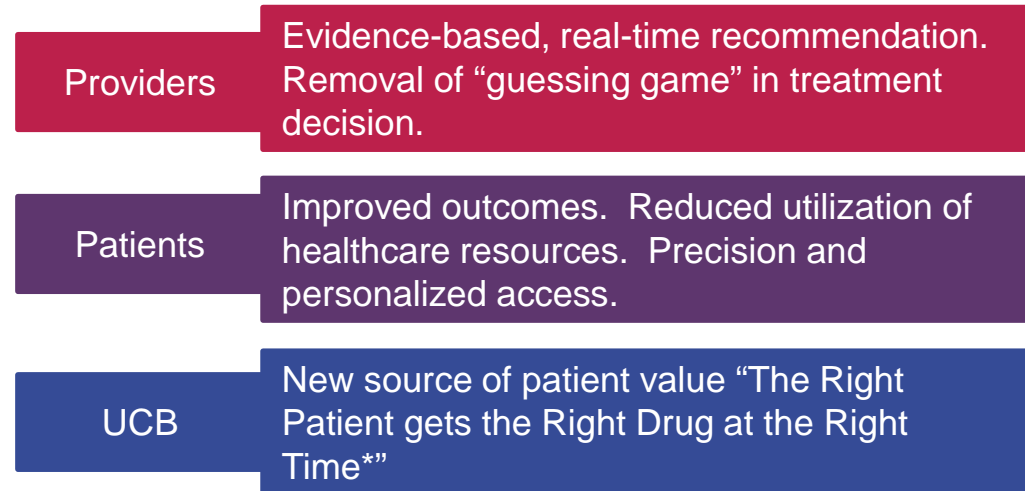 Providers
Evidence-based, real-time recommendation.
Removal of “guessing game” in treatment
decision.
Patients
Improved outcomes.  Reduced utilization of
healthcare resources.  Precision and
personalized access.
UCB
New source of patient value “The Right
Patient gets the Right Drug at the Right
Time*”